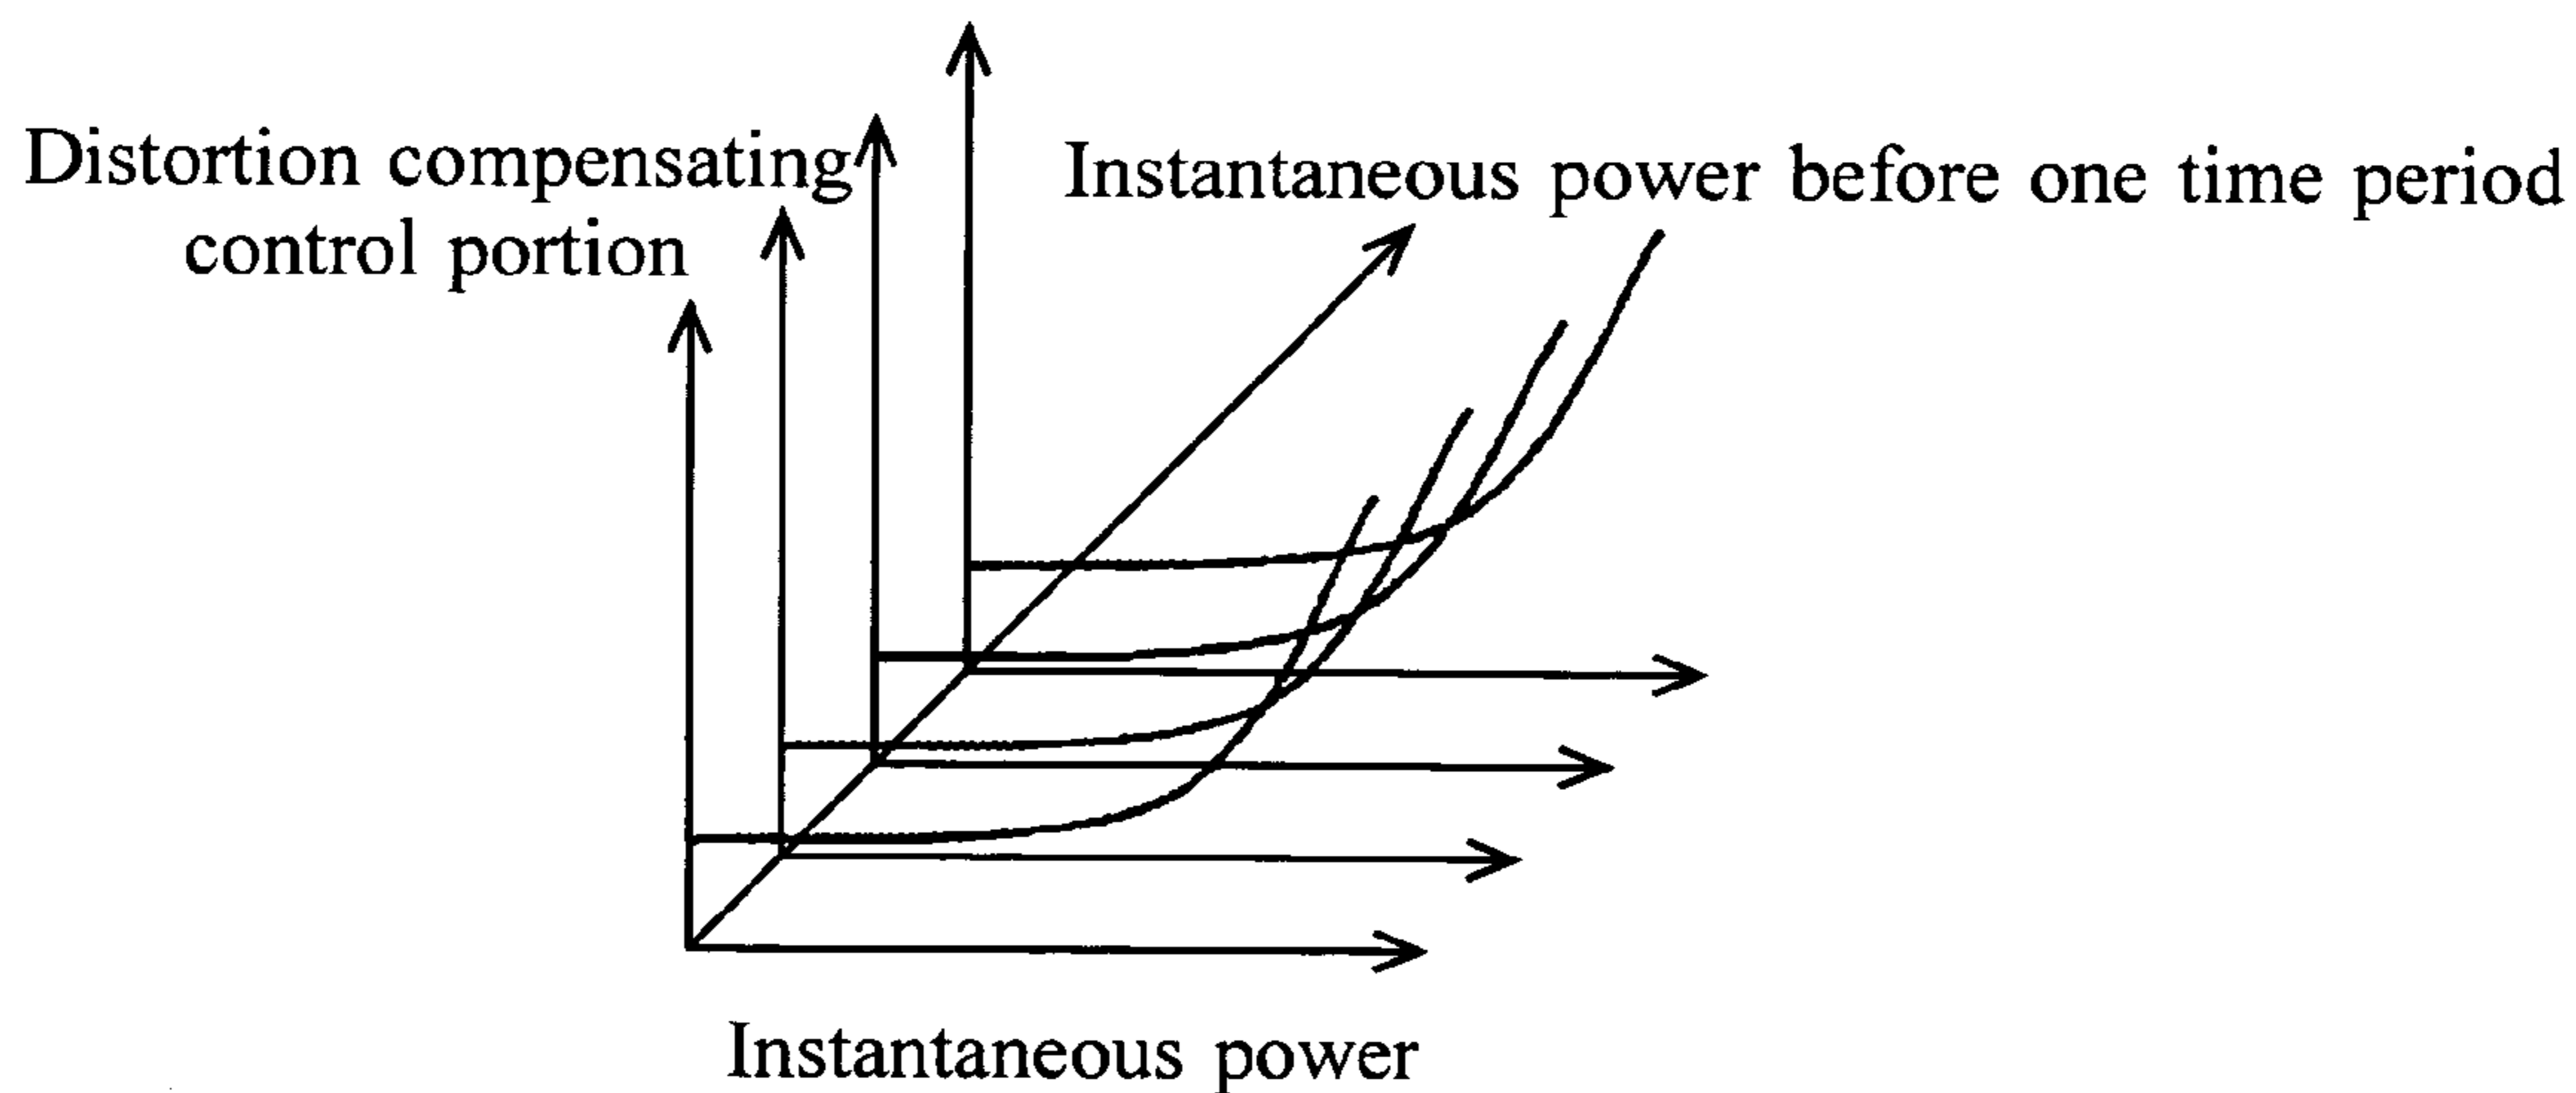 Distortion compensating
control portion
Instantaneous power before one time period
Instantaneous power